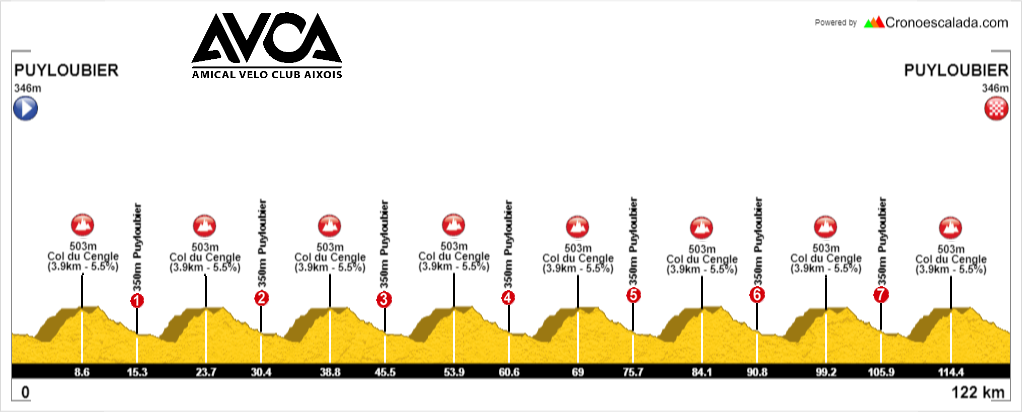 Powered by Cronoescalada.com
AVCA
AMICAL VELO CLUB AIXOIS
PUYLOUBIER
346m
PUYLOUBIER
346m
503m
Col du Cengle
(3.9km - 5.5%)
350m Puyloubier
1
503m
Col du Cengle
(3.9km - 5.5%)
350m Puyloubier
2
503m
Col du Cengle
(3.9km - 5.5%)
350m Puyloubier
3
503m
Col du Cengle
(3.9km - 5.5%)
350m Puyloubier
4
503m
Col du Cengle
(3.9km - 5.5%)
350m Puyloubier
5
503m
Col du Cengle
(3.9km - 5.5%)
350m Puyloubier
6
503m
Col du Cengle
(3.9km - 5.5%)
350m Puyloubier
7
503m
Col du Cengle
(3.9km - 5.5%)
8.6 15.3 23.7 30.4 38.8 45.5 53.9 60.6 69 75.7 84.1 90.8 99.2 105.9 114.4
0 122 km